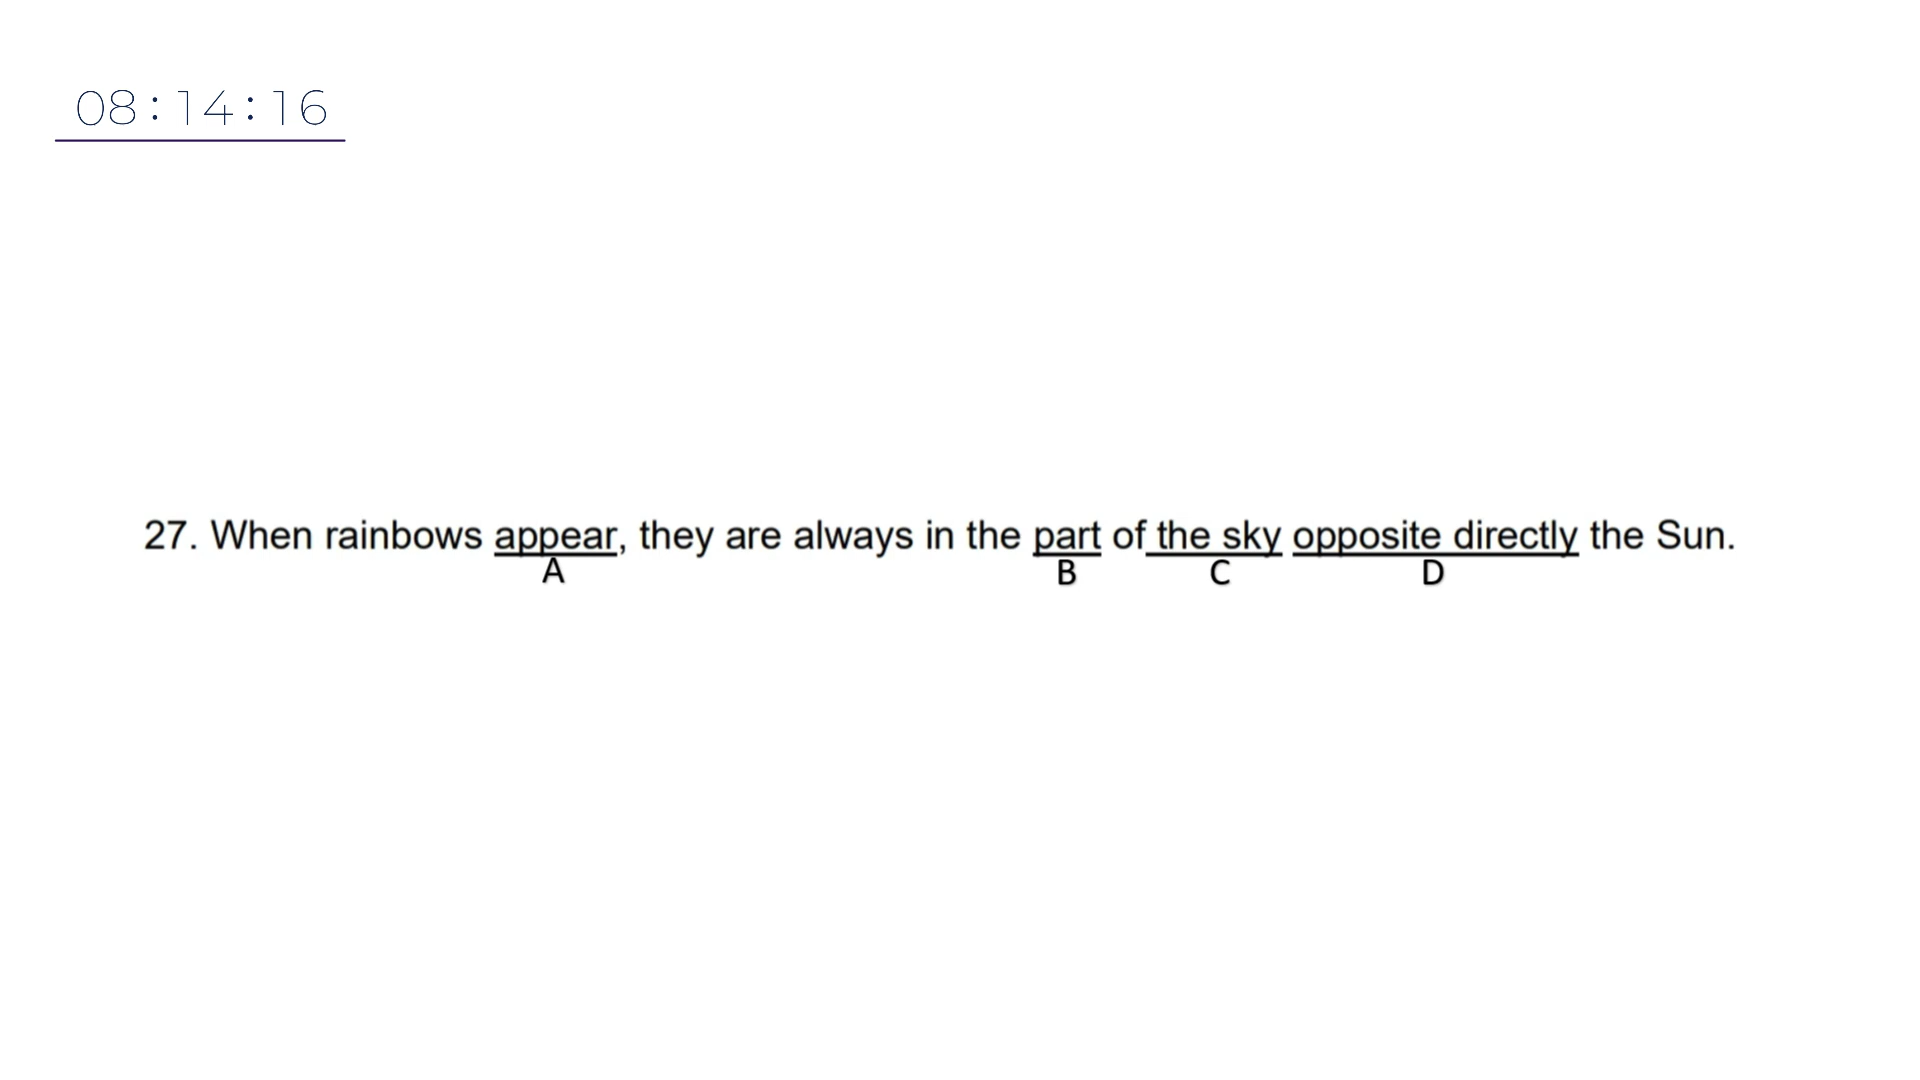 08:14:16
27. When rainbows appear, they are always in the part of the sky opposite directly the Sun.
A B C D